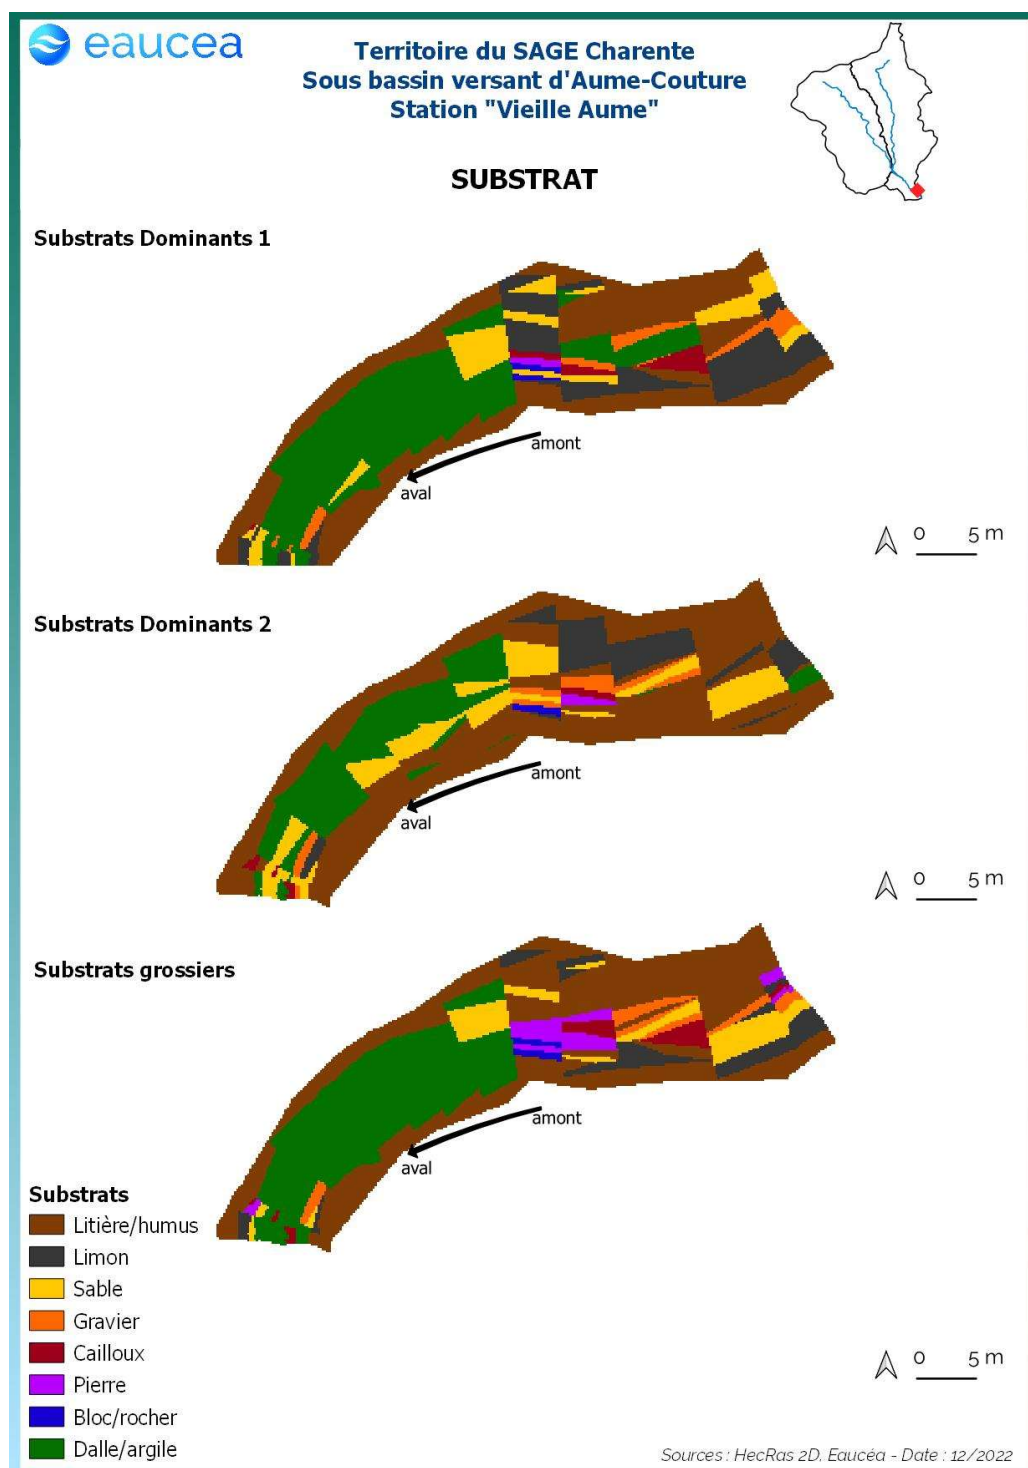 eaucea
Territoire du SAGE Charente
Sous bassin versant d'Aume-Couture
Station "Vieille Aume"
SUBSTRAT
Substrats Dominants 1
amont
aval
0 5 m
Substrats Dominants 2
amont
aval
0 5 m
Substrats grossiers
amont
aval
Substrats
Litière/humus
Limon
Sable
Gravier
Cailloux
Pierre
Bloc/rocher
Dalle/argile
0 5 m
Sources : HecRas 2D, Eaucéa - Date : 12/2022